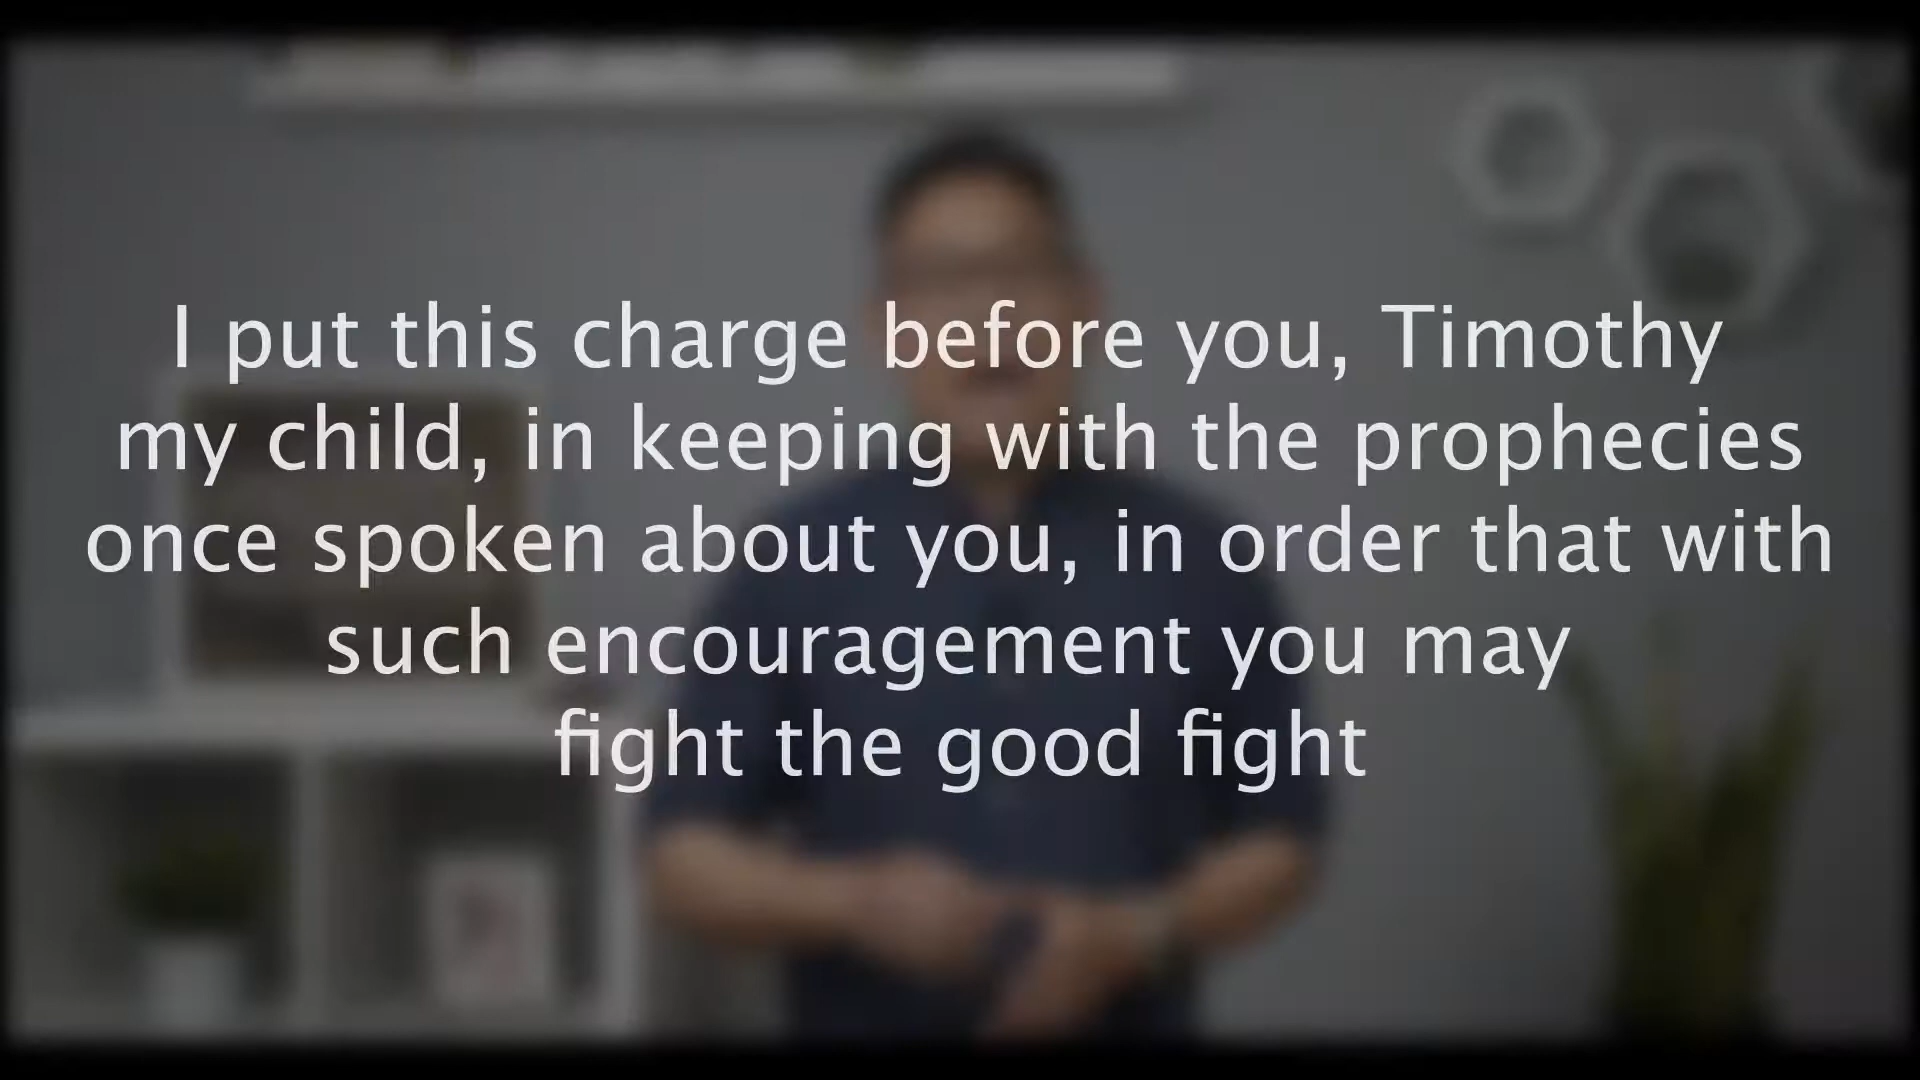 I put this charge before you, Timothy
my child, in keeping with the prophecies
once spoken about you, in order that with
such encouragement you may
fight the good fight